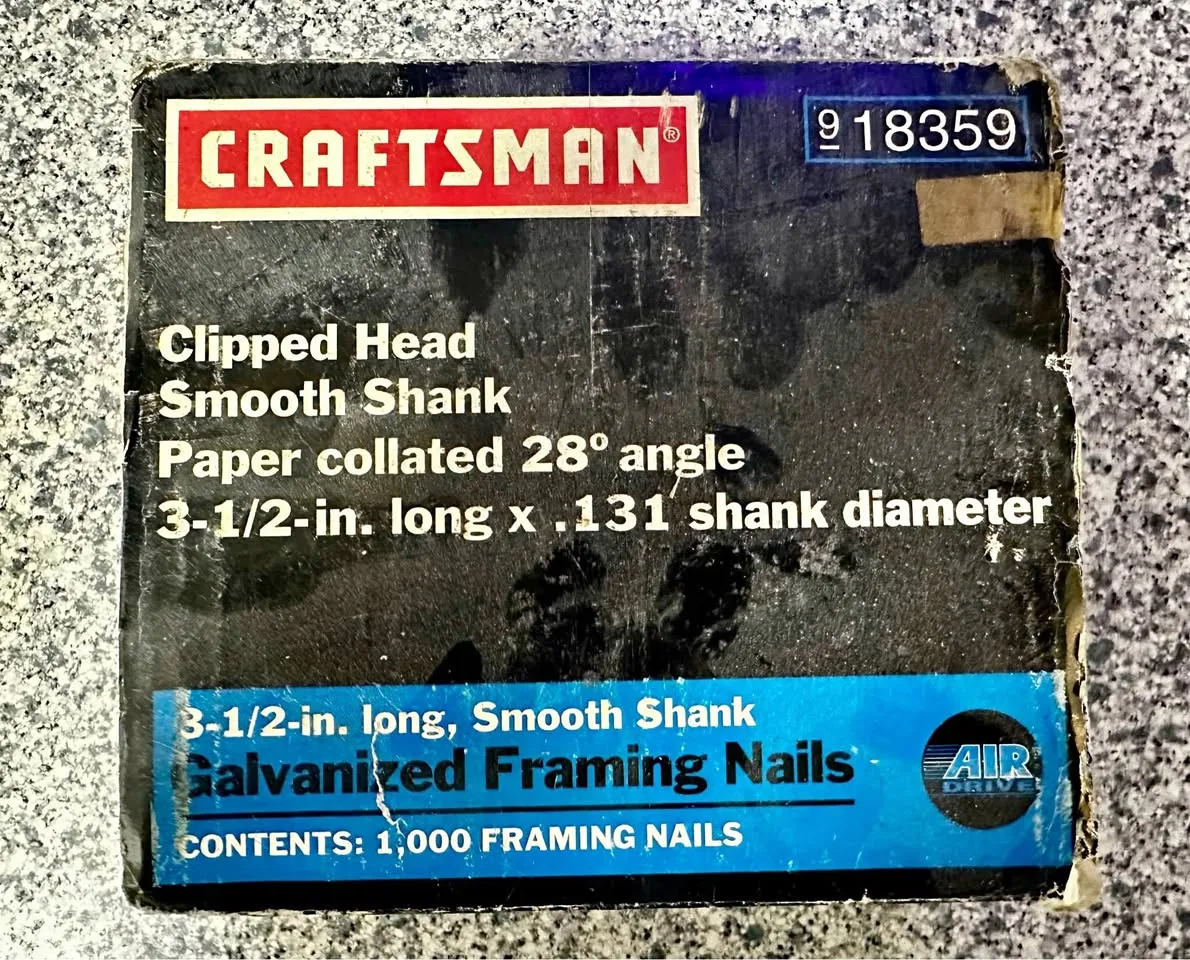 CRAFTSMAN®
9 18359
Clipped Head
Smooth Shank
Paper collated 28º angle
3-1/2-in. long x .131 shank diameter
3-1/2-in. long, Smooth Shank
Galvanized Framing Nails
CONTENTS: 1,000 FRAMING NAILS
AIR
DRIVE